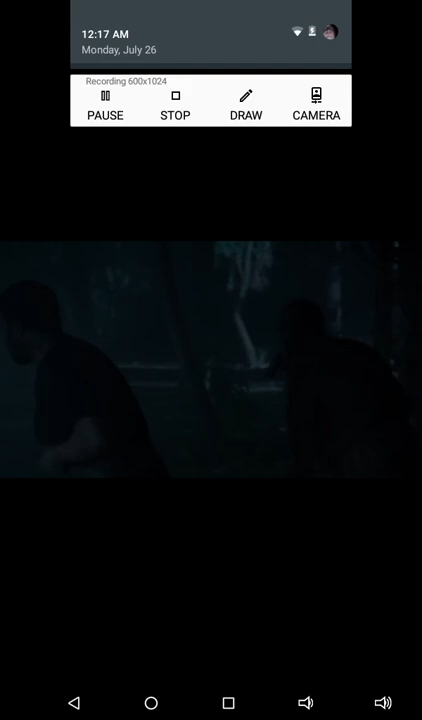 12:17 AM
Monday, July 26
Recording 600x1024
PAUSE STOP DRAW CAMERA